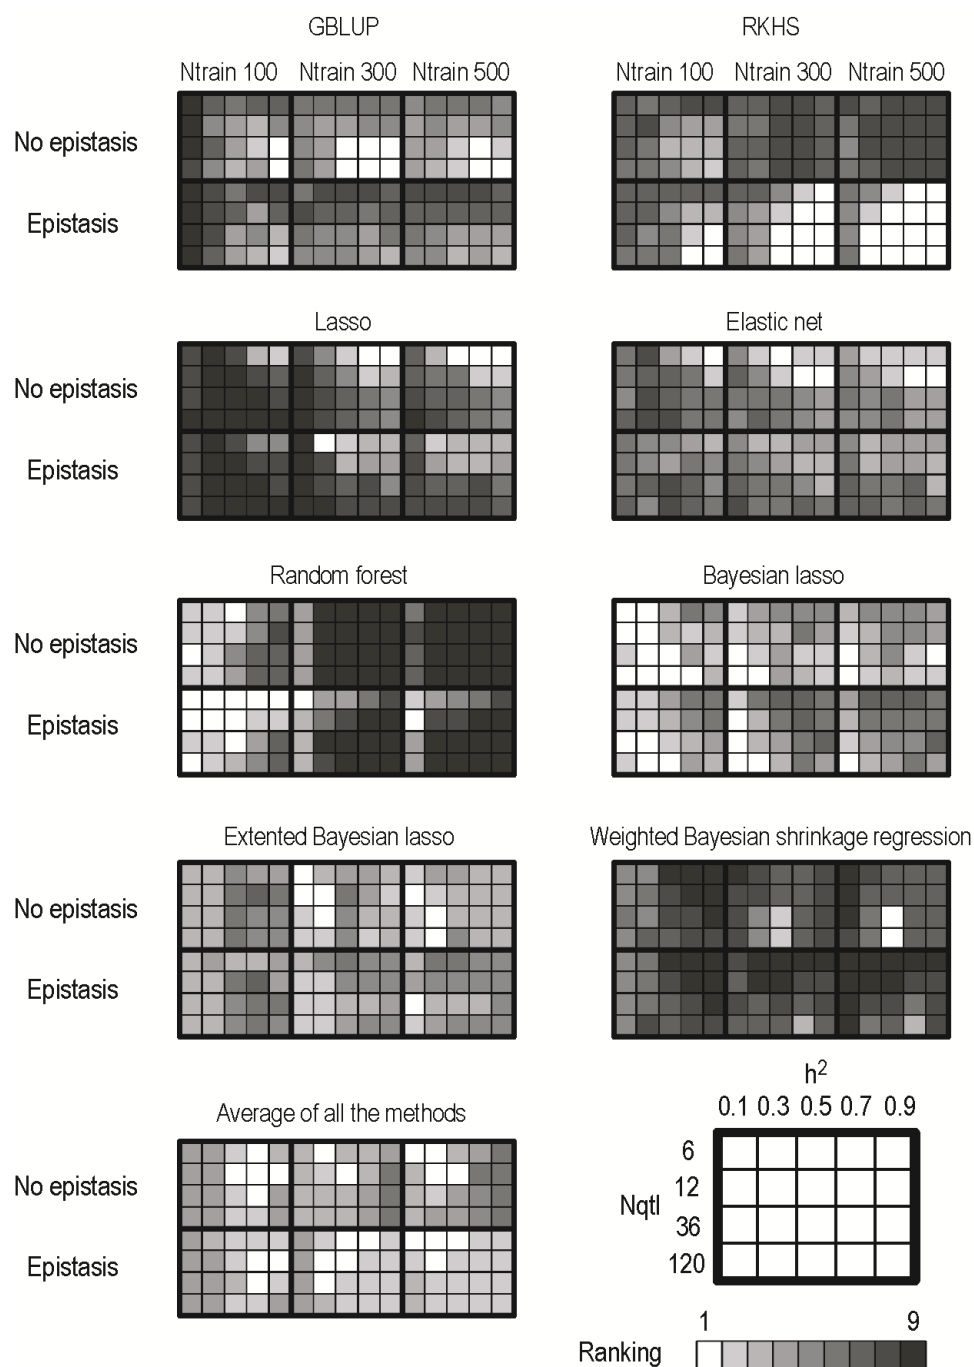 GBLUP RKHS
Ntrain 100 Ntrain 300 Ntrain 500 Ntrain 100 Ntrain 300 Ntrain 500
No epistasis
Epistasis
Lasso Elastic net
No epistasis
Epistasis
Random forest Bayesian lasso
No epistasis
Epistasis
Extented Bayesian lasso Weighted Bayesian shrinkage regression
No epistasis
Epistasis
Average of all the methods
No epistasis
Epistasis
h²
0.1 0.3 0.5 0.7 0.9
Nqtl
6
12
36
120
1 9
Ranking